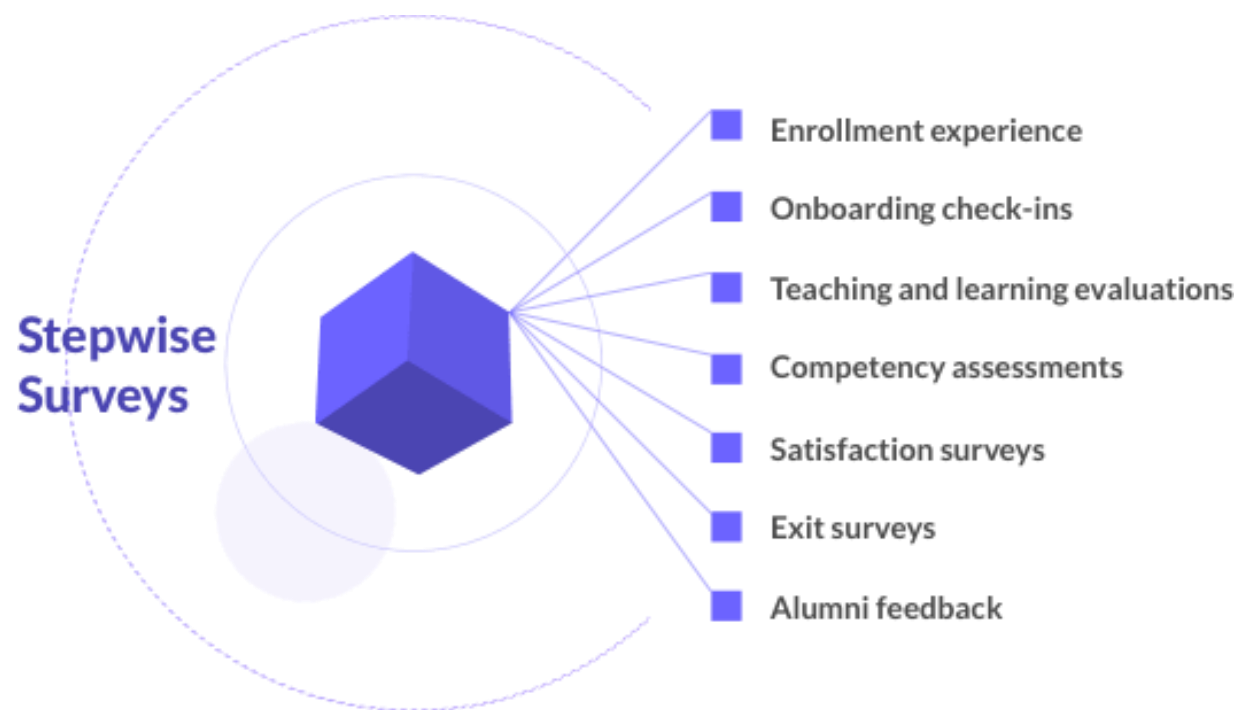 Stepwise
Surveys
Enrollment experience
Onboarding check-ins
Teaching and learning evaluations
Competency assessments
Satisfaction surveys
Exit surveys
Alumni feedback